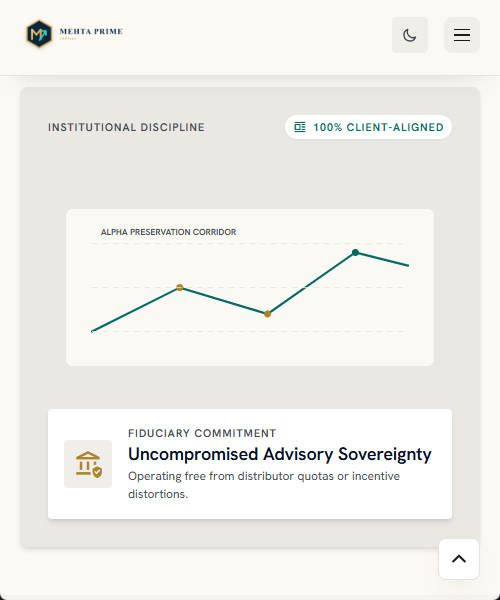 MEHTA PRIME
INSTITUTIONAL DISCIPLINE
100% CLIENT-ALIGNED
ALPHA PRESERVATION CORRIDOR
FIDUCIARY COMMITMENT
Uncompromised Advisory Sovereignty
Operating free from distributor quotas or incentive
distortions.